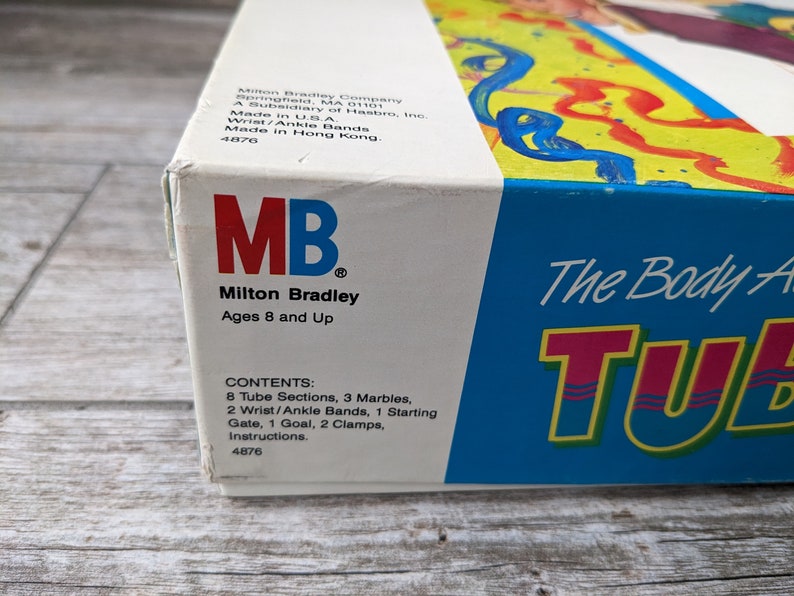 Milton Bradley Company
Springfield, MA 01101
A Subsidiary of Hasbro, Inc.
Made in U.S.A.
Wrist/Ankle Bands
Made in Hong Kong.
4876
MB®
Milton Bradley
Ages 8 and Up
CONTENTS:
8 Tube Sections, 3 Marbles,
2 Wrist/Ankle Bands, 1 Starting
Gate, 1 Goal, 2 Clamps,
Instructions.
4876
The Body A
TUB